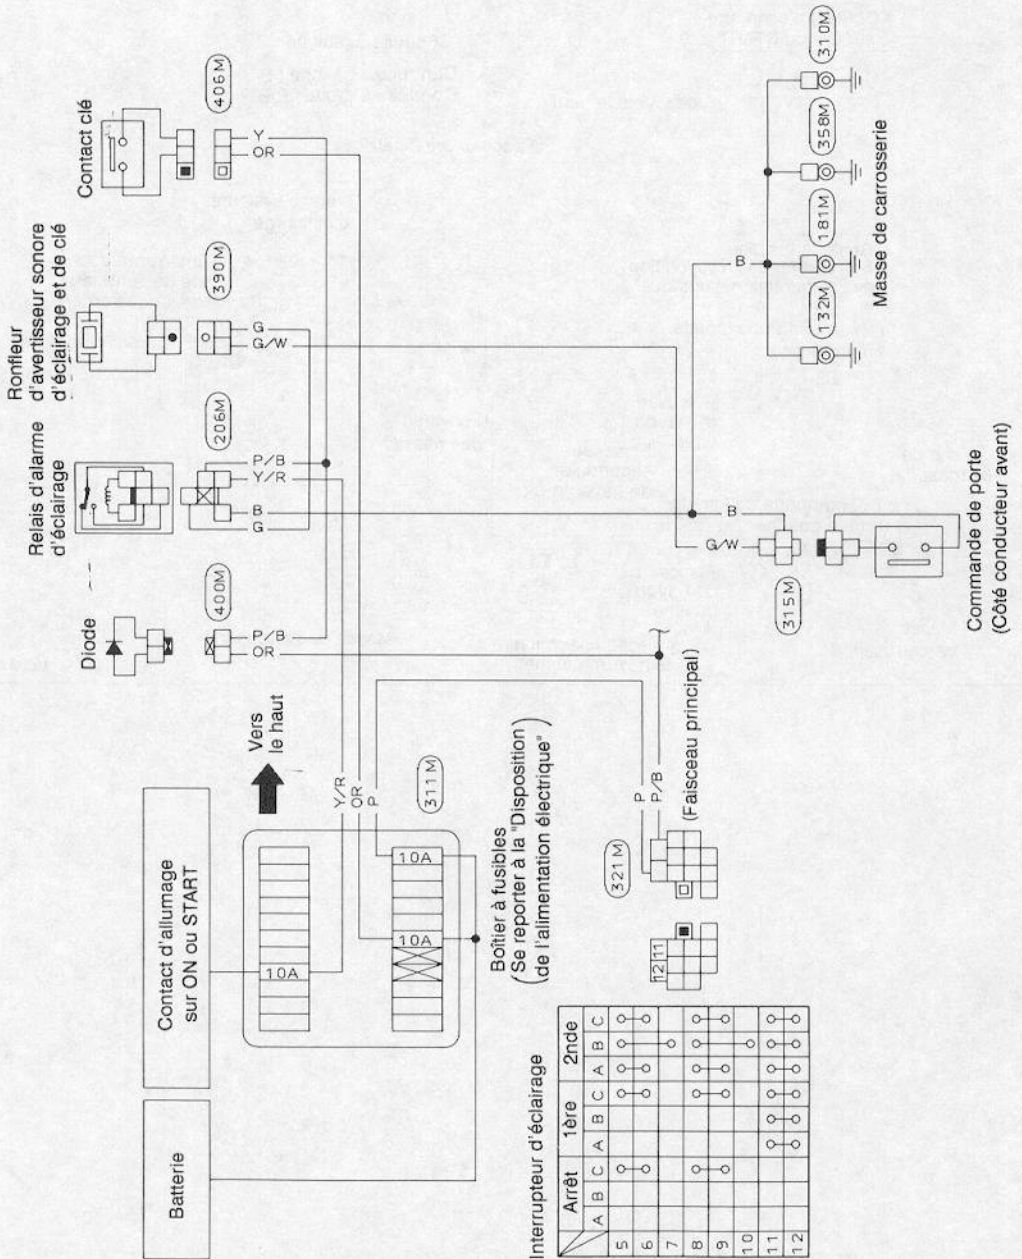 Contact clé
406M
Y
OR
Ronfleur
d'avertisseur sonore
d'éclairage et de clé
390M
G
G/W
Relais d'alarme
d'éclairage
206M
P/B
Y/R
B
G
Diode
400M
P/B
OR
310M
358M
181M
132M
B
Masse de carrosserie
B
G/W
315M
Commande de porte
(Côté conducteur avant)
Batterie
Contact d'allumage
sur ON ou START
Vers
le haut
10A
10A
10A
Y/R
OR
P
311M
Boîtier à fusibles
(Se reporter à la "Disposition
de l'alimentation électrique")
321M
P
P/B
(Faisceau principal)
12 11
Interrupteur d'éclairage
Arrêt 1ère 2nde
A B C A B C A B C
5
6
7
8
9
10
11
12